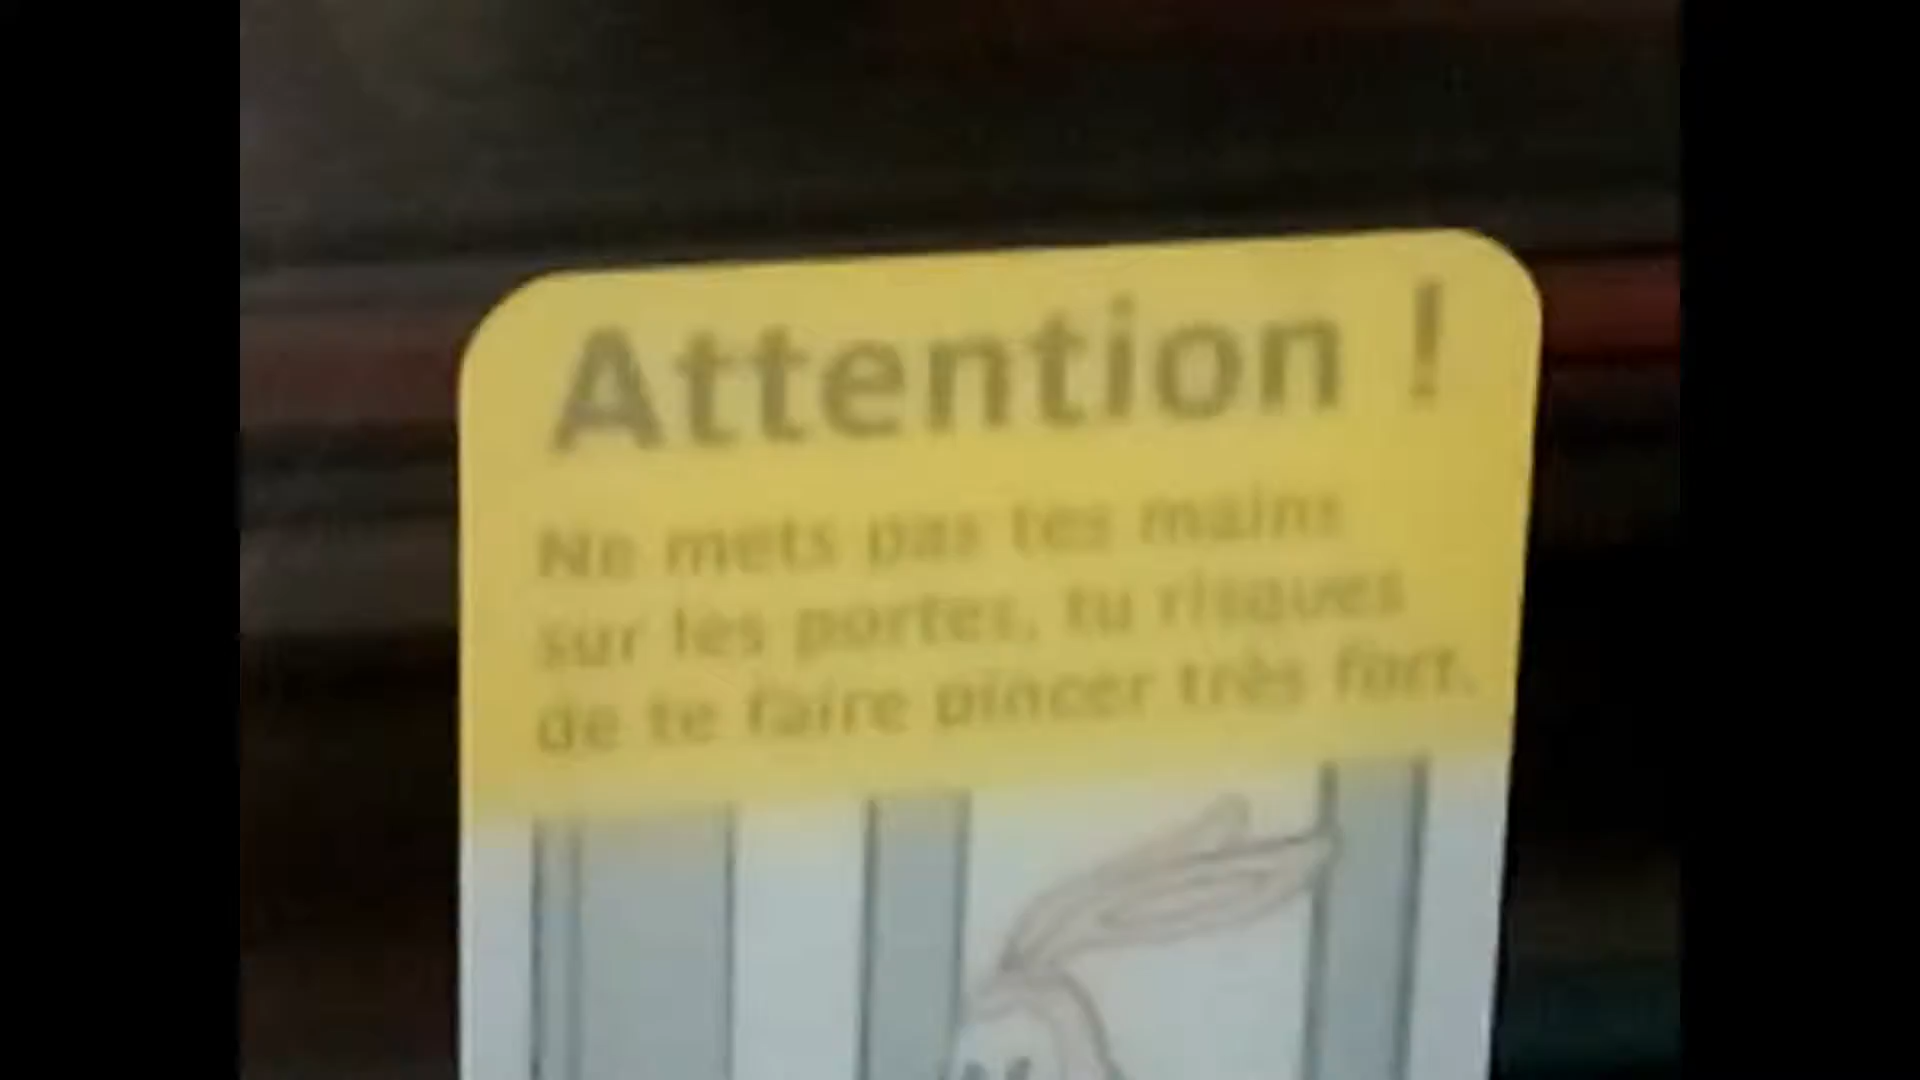 Attention !
Ne mets pas tes mains
sur les portes, tu risques
de te faire pincer très fort.